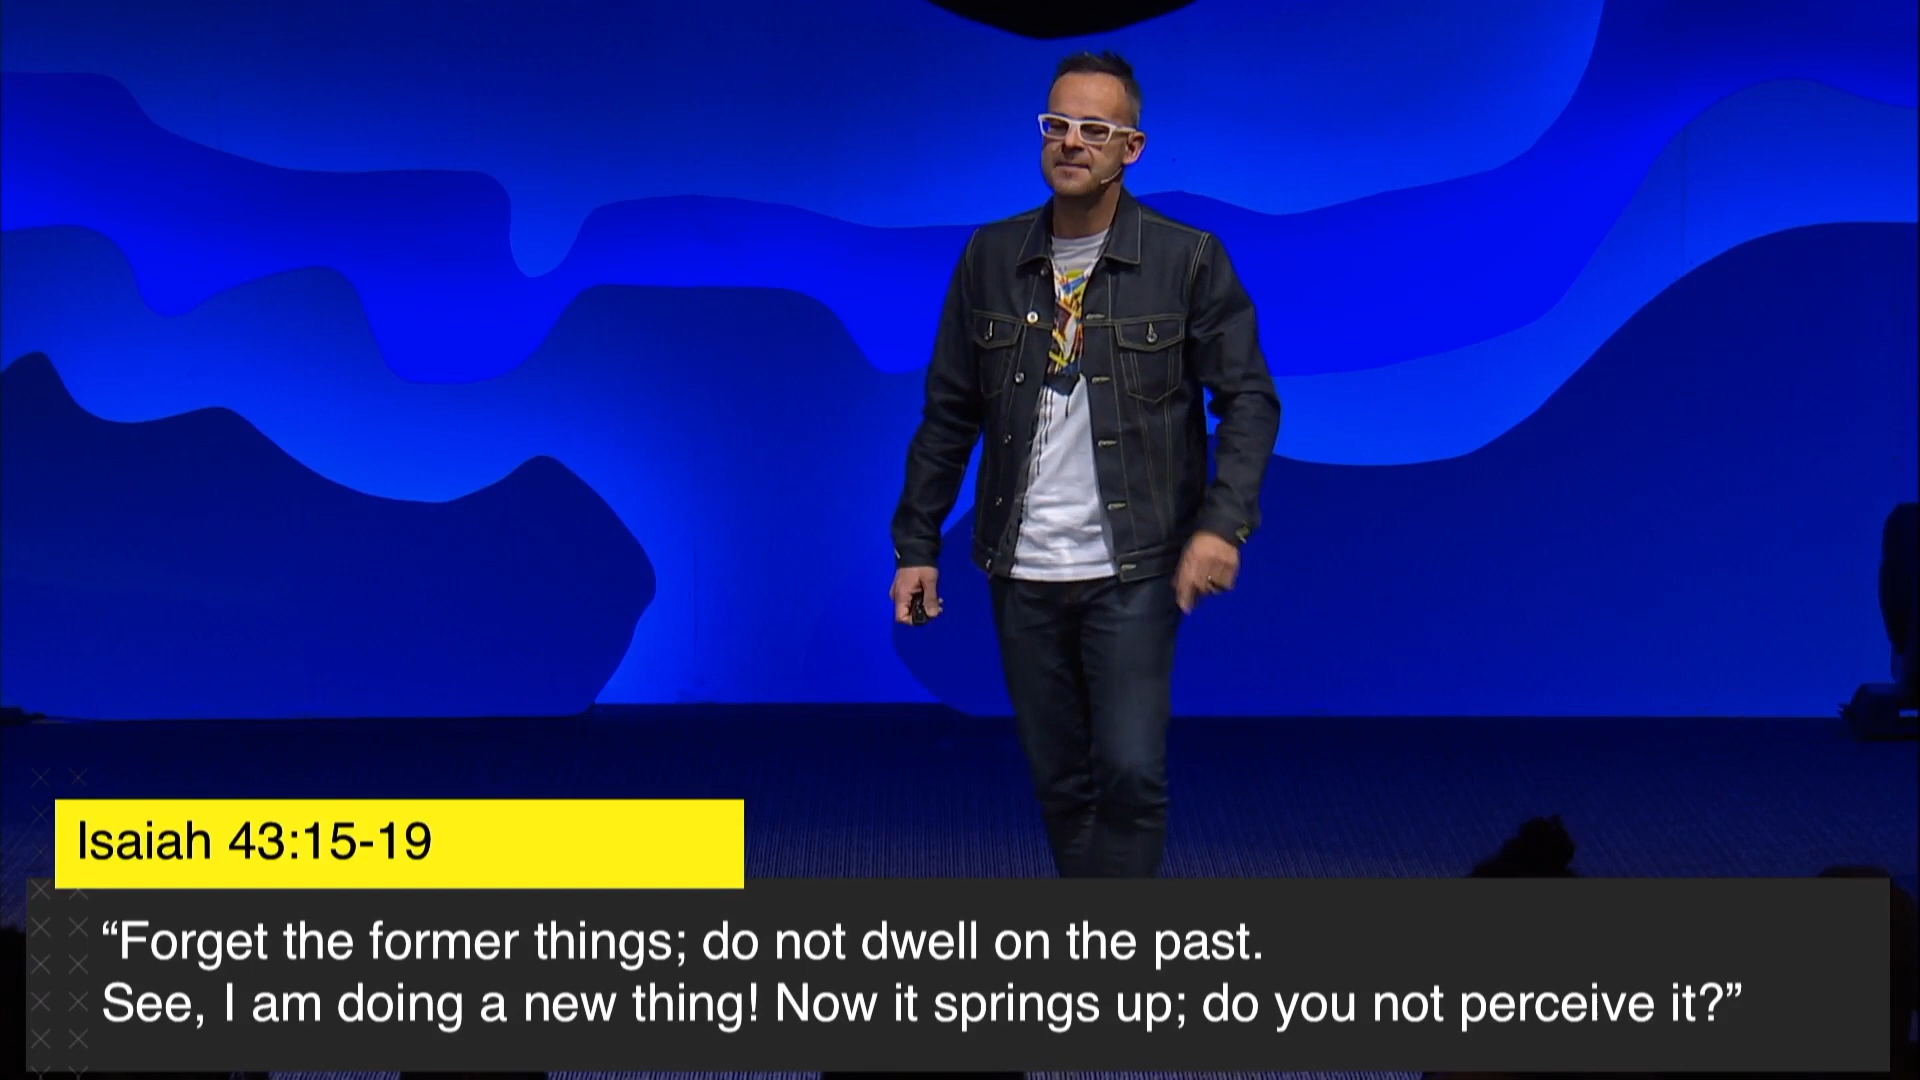 Isaiah 43:15-19
“Forget the former things; do not dwell on the past.
See, I am doing a new thing! Now it springs up; do you not perceive it?”